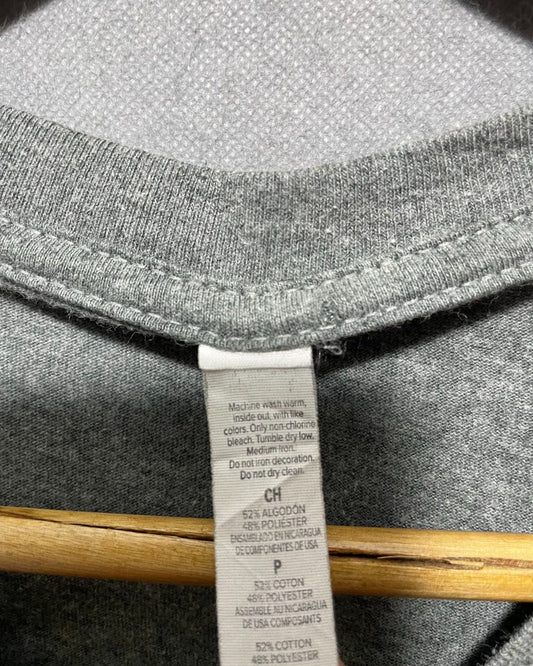 Machine wash warm,
inside out, with like
colors. Only non-chlorine
bleach. Tumble dry low.
Medium iron.
Do not iron decoration.
Do not dry clean.
CH
52% ALGODÓN
48% POLIÉSTER
ENSAMBLADO EN NICARAGUA
DE COMPONENTES DE USA
P
52% COTON
48% POLYESTER
ASSEMBLÉ AU NICARAGUA
DE USA COMPOSANTS
52% COTTON
48% POLYESTER